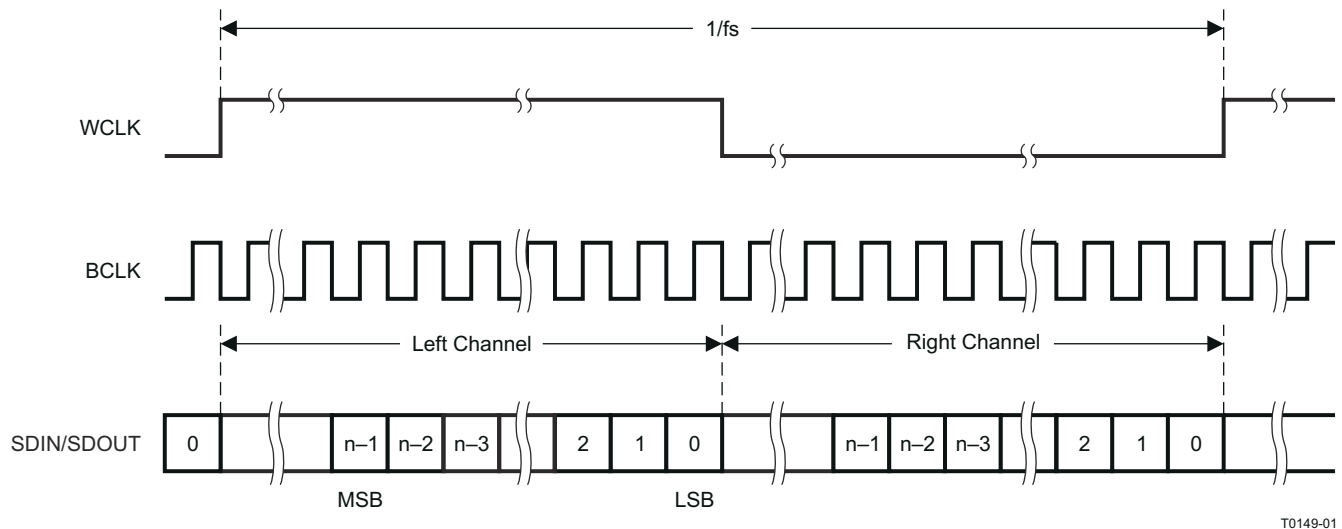 1/fs
WCLK
BCLK
Left Channel Right Channel
SDIN/SDOUT 0 n–1 n–2 n–3 2 1 0 n–1 n–2 n–3 2 1 0
MSB LSB
T0149-01